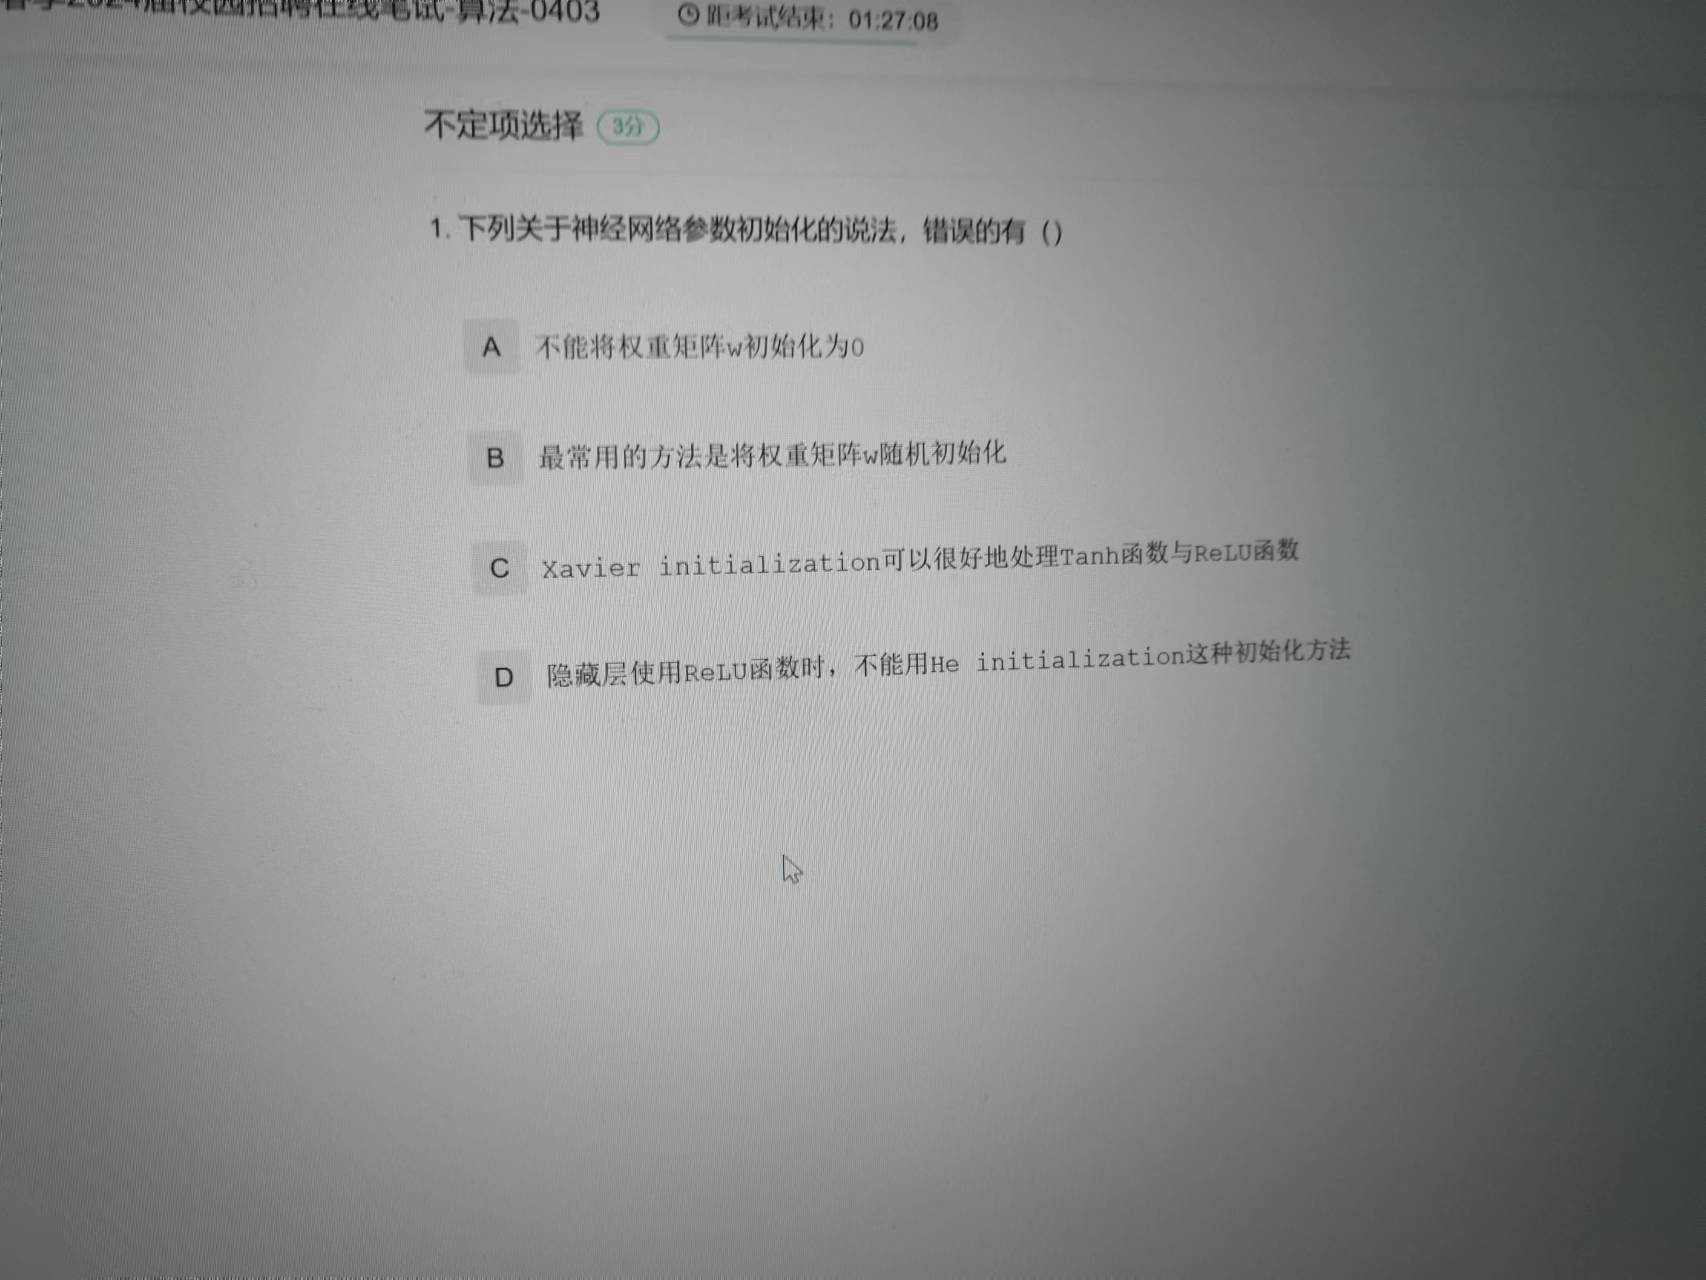 春季2024届校园招聘在线笔试-算法-0403
距考试结束：01:27:08
不定项选择 3分
1. 下列关于神经网络参数初始化的说法，错误的有（）
A 不能将权重矩阵w初始化为0
B 最常用的方法是将权重矩阵w随机初始化
C Xavier initialization可以很好地处理Tanh函数与ReLU函数
D 隐藏层使用ReLU函数时，不能用He initialization这种初始化方法